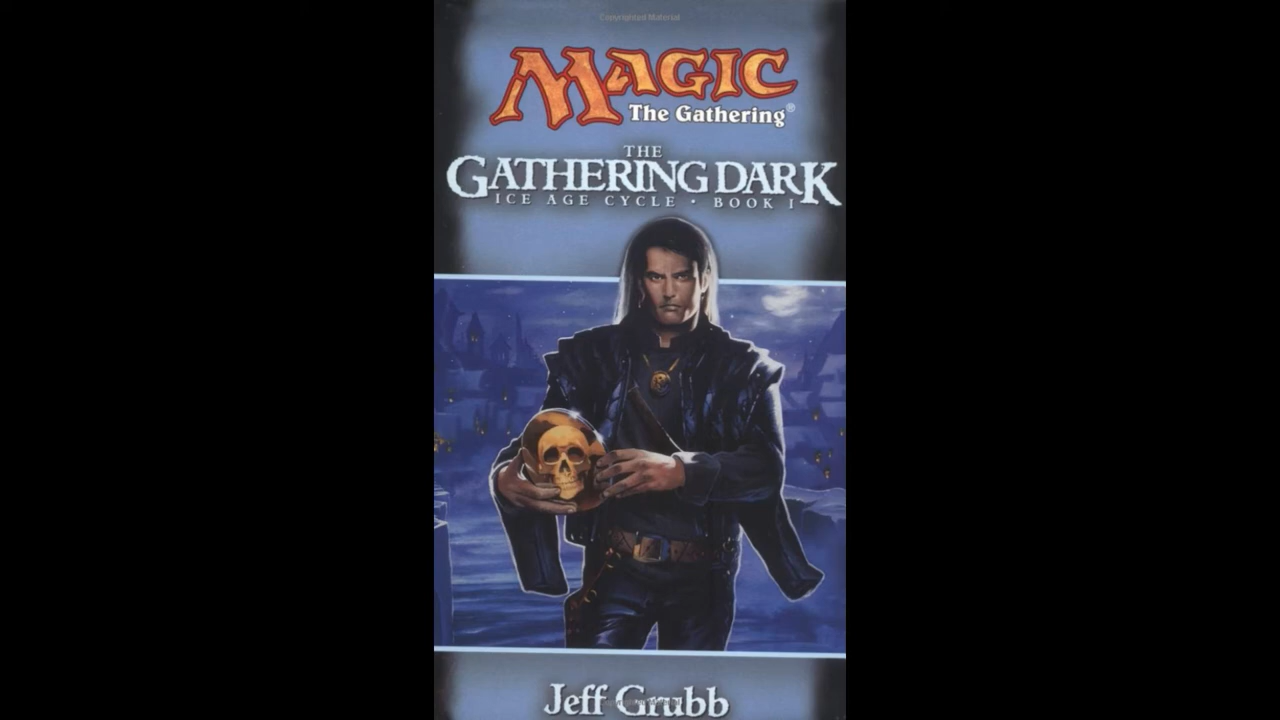 Copyrighted Material
MAGIC
The Gathering®
THE
GATHERING DARK
ICE AGE CYCLE · BOOK I
Jeff Grubb